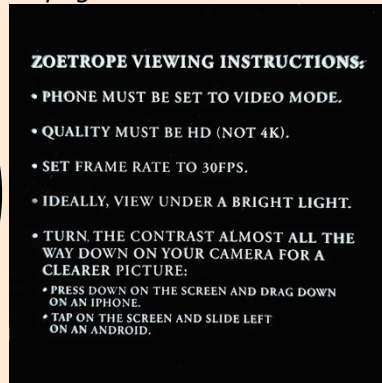 ZOETROPE VIEWING INSTRUCTIONS:
• PHONE MUST BE SET TO VIDEO MODE.
• QUALITY MUST BE HD (NOT 4K).
• SET FRAME RATE TO 30FPS.
• IDEALLY, VIEW UNDER A BRIGHT LIGHT.
• TURN THE CONTRAST ALMOST ALL THE
WAY DOWN ON YOUR CAMERA FOR A
CLEARER PICTURE:
• PRESS DOWN ON THE SCREEN AND DRAG DOWN
ON AN IPHONE.
• TAP ON THE SCREEN AND SLIDE LEFT
ON AN ANDROID.